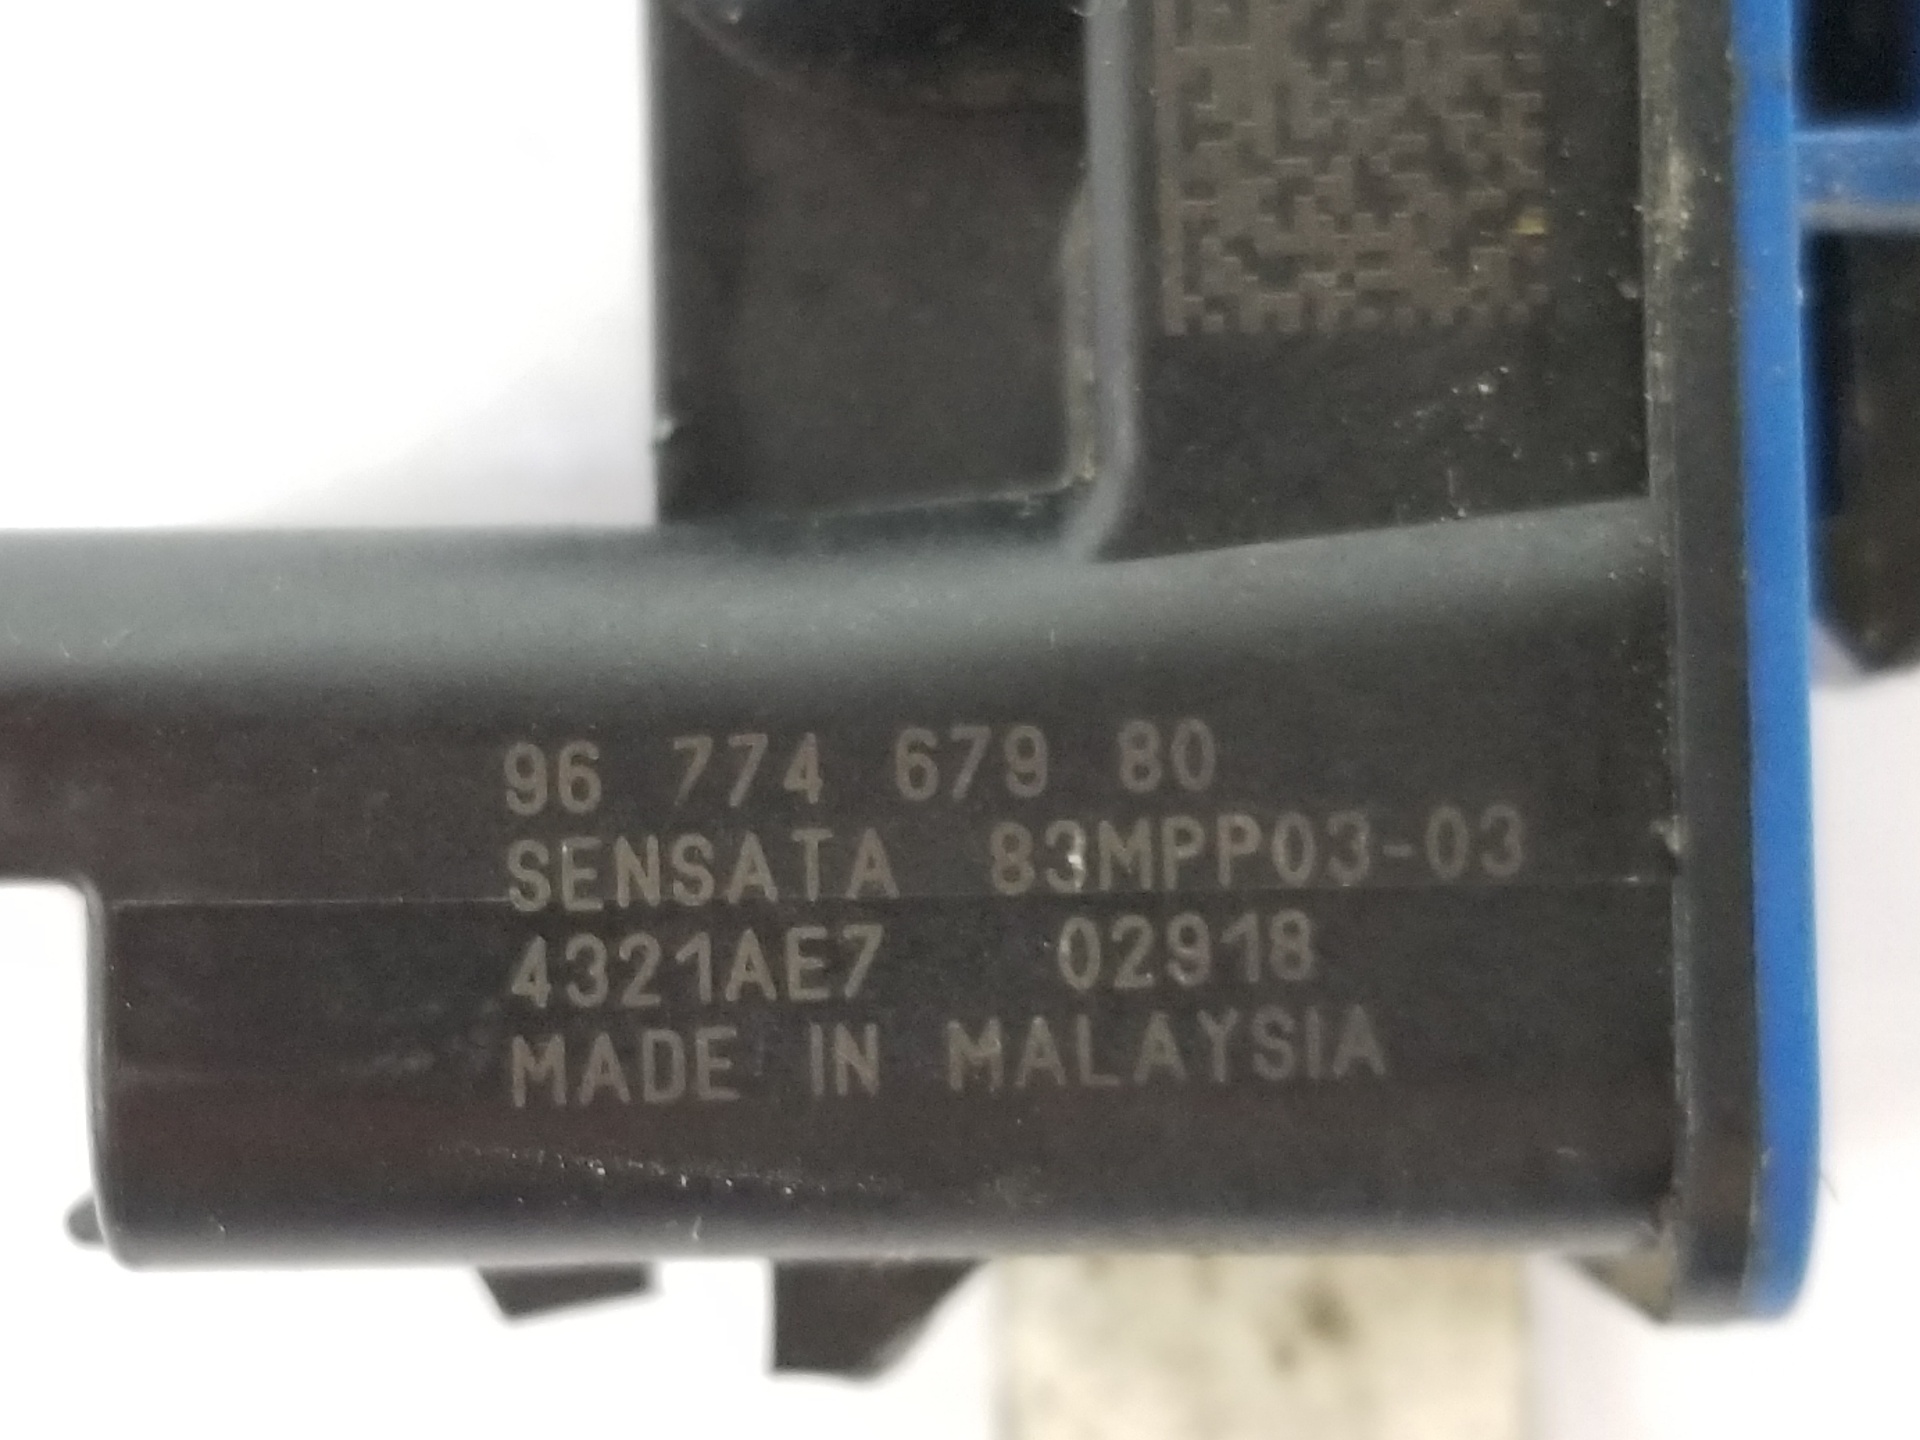 96 774 679 80
SENSATA 83MPP03-03
4321AE7 02918
MADE IN MALAYSIA